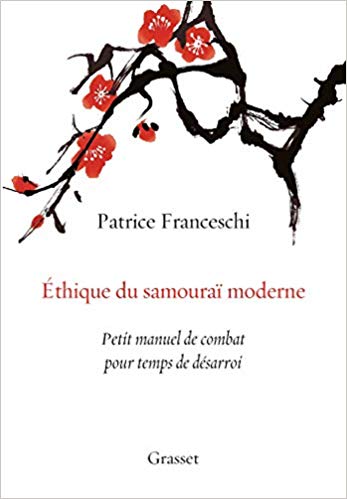 Patrice Franceschi
Éthique du samouraï moderne
Petit manuel de combat
pour temps de désarroi
Grasset